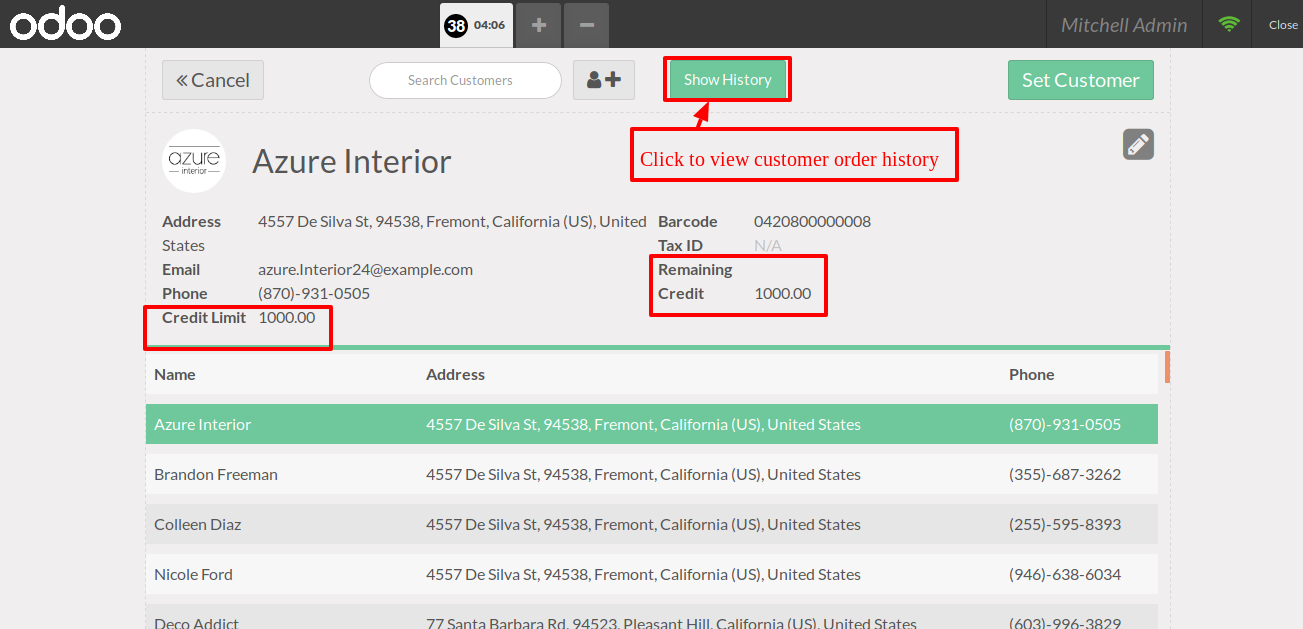 odoo 38 04:06 + − Mitchell Admin Close
« Cancel Search Customers + Show History Set Customer
Click to view customer order history
azure
interior
Azure Interior
Address 4557 De Silva St, 94538, Fremont, California (US), United Barcode 0420800000008
States Tax ID N/A
Email azure.Interior24@example.com Remaining
Phone (870)-931-0505 Credit 1000.00
Credit Limit 1000.00
Name Address Phone
Azure Interior 4557 De Silva St, 94538, Fremont, California (US), United States (870)-931-0505
Brandon Freeman 4557 De Silva St, 94538, Fremont, California (US), United States (355)-687-3262
Colleen Diaz 4557 De Silva St, 94538, Fremont, California (US), United States (255)-595-8393
Nicole Ford 4557 De Silva St, 94538, Fremont, California (US), United States (946)-638-6034
Deco Addict 77 Santa Barbara Rd, 94523, Pleasant Hill, California (US), United States (603)-996-3829